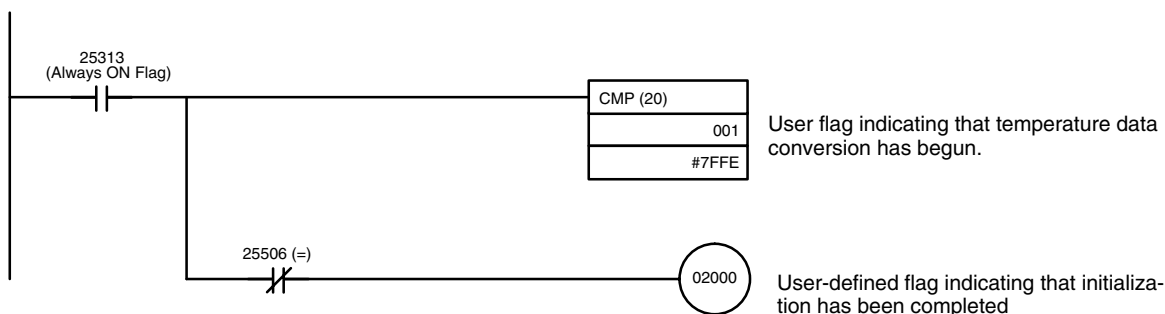 25313
(Always ON Flag)
CMP (20)
001
#7FFE
User flag indicating that temperature data
conversion has begun.
25506 (=)
02000
User-defined flag indicating that initializa-
tion has been completed